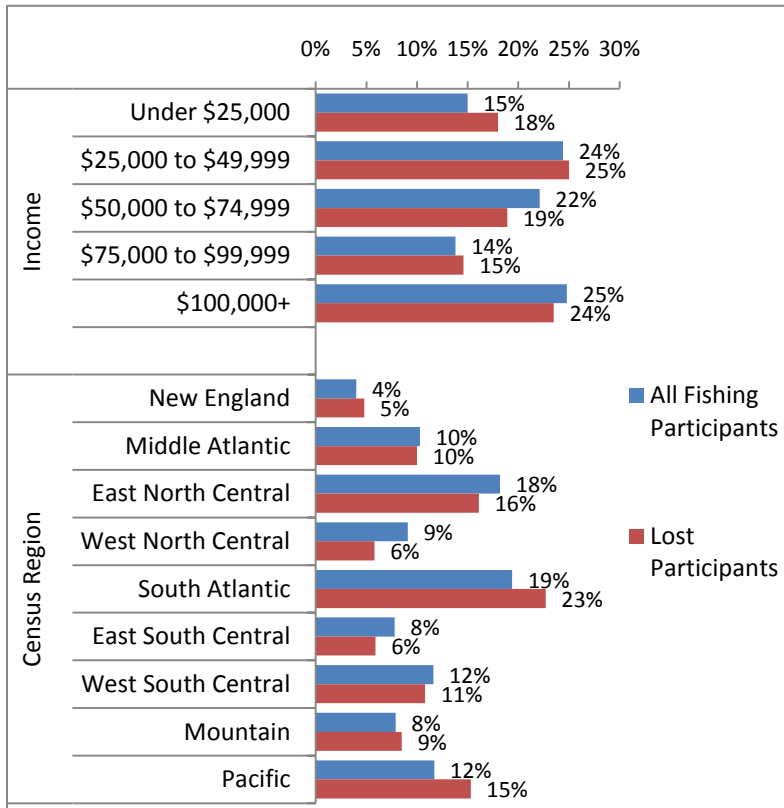 0% 5% 10% 15% 20% 25% 30%
Income
Under $25,000 15% 18%
$25,000 to $49,999 24% 25%
$50,000 to $74,999 22% 19%
$75,000 to $99,999 14% 15%
$100,000+ 25% 24%
Census Region
New England 4% 5%
Middle Atlantic 10% 10%
East North Central 18% 16%
West North Central 9% 6%
South Atlantic 19% 23%
East South Central 8% 6%
West South Central 12% 11%
Mountain 8% 9%
Pacific 12% 15%
All Fishing
Participants
Lost
Participants